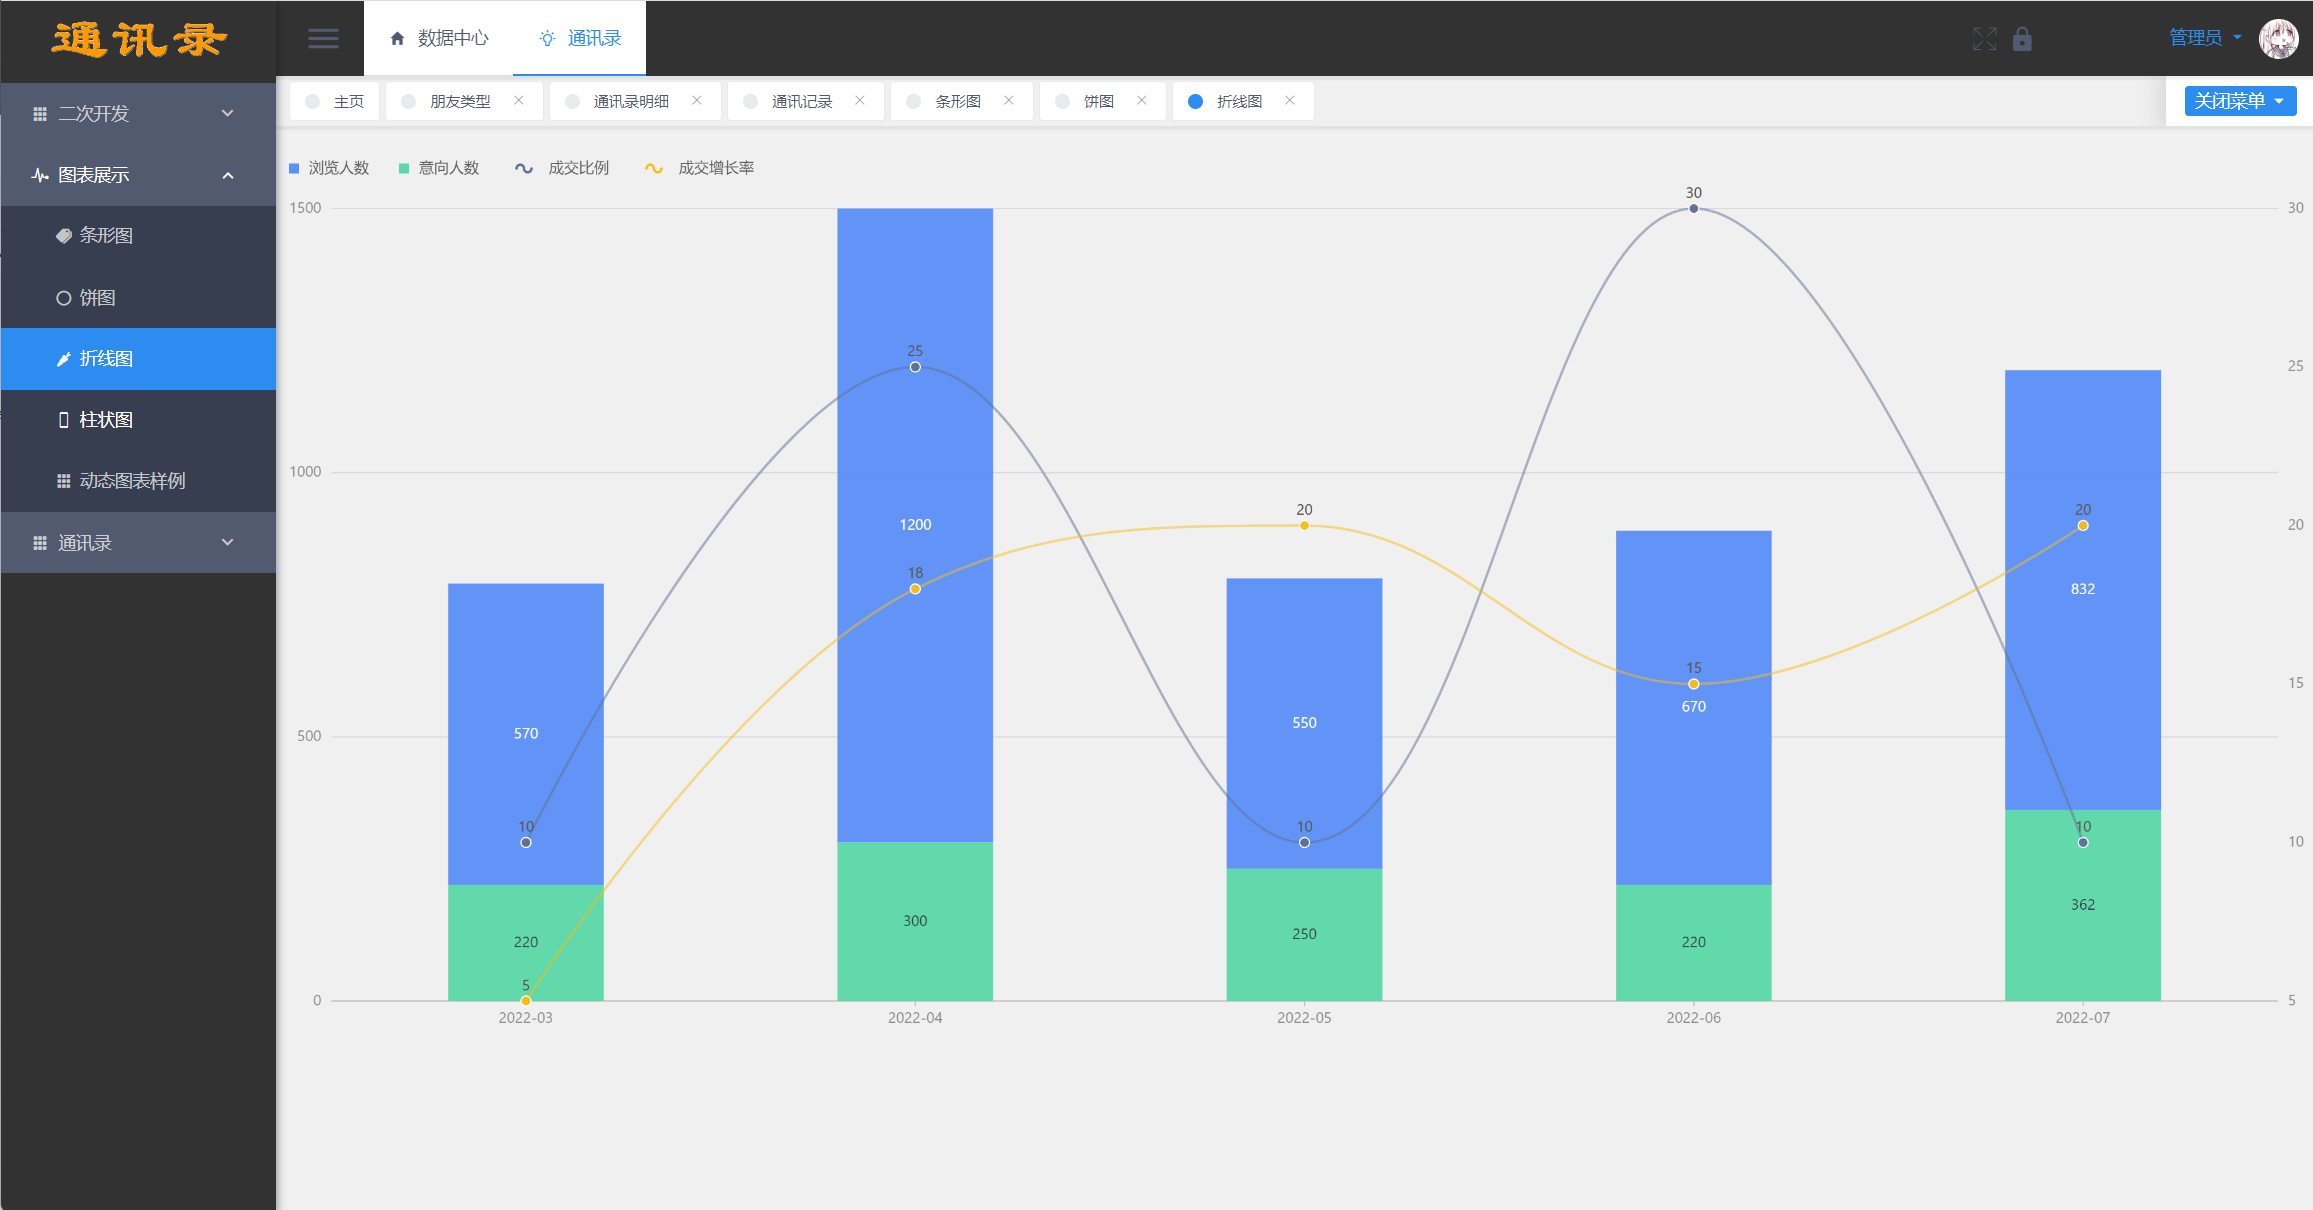 通讯录
数据中心
通讯录
管理员
主页
朋友类型
通讯录明细
通讯记录
条形图
饼图
折线图
关闭菜单
二次开发
图表展示
条形图
饼图
折线图
柱状图
动态图表样例
通讯录
浏览人数
意向人数
成交比例
成交增长率
1500
1000
500
0
30
25
20
15
10
5
30
25
1200
18
20
20
832
15
670
550
570
10
10
10
362
300
250
220
220
5
2022-03
2022-04
2022-05
2022-06
2022-07